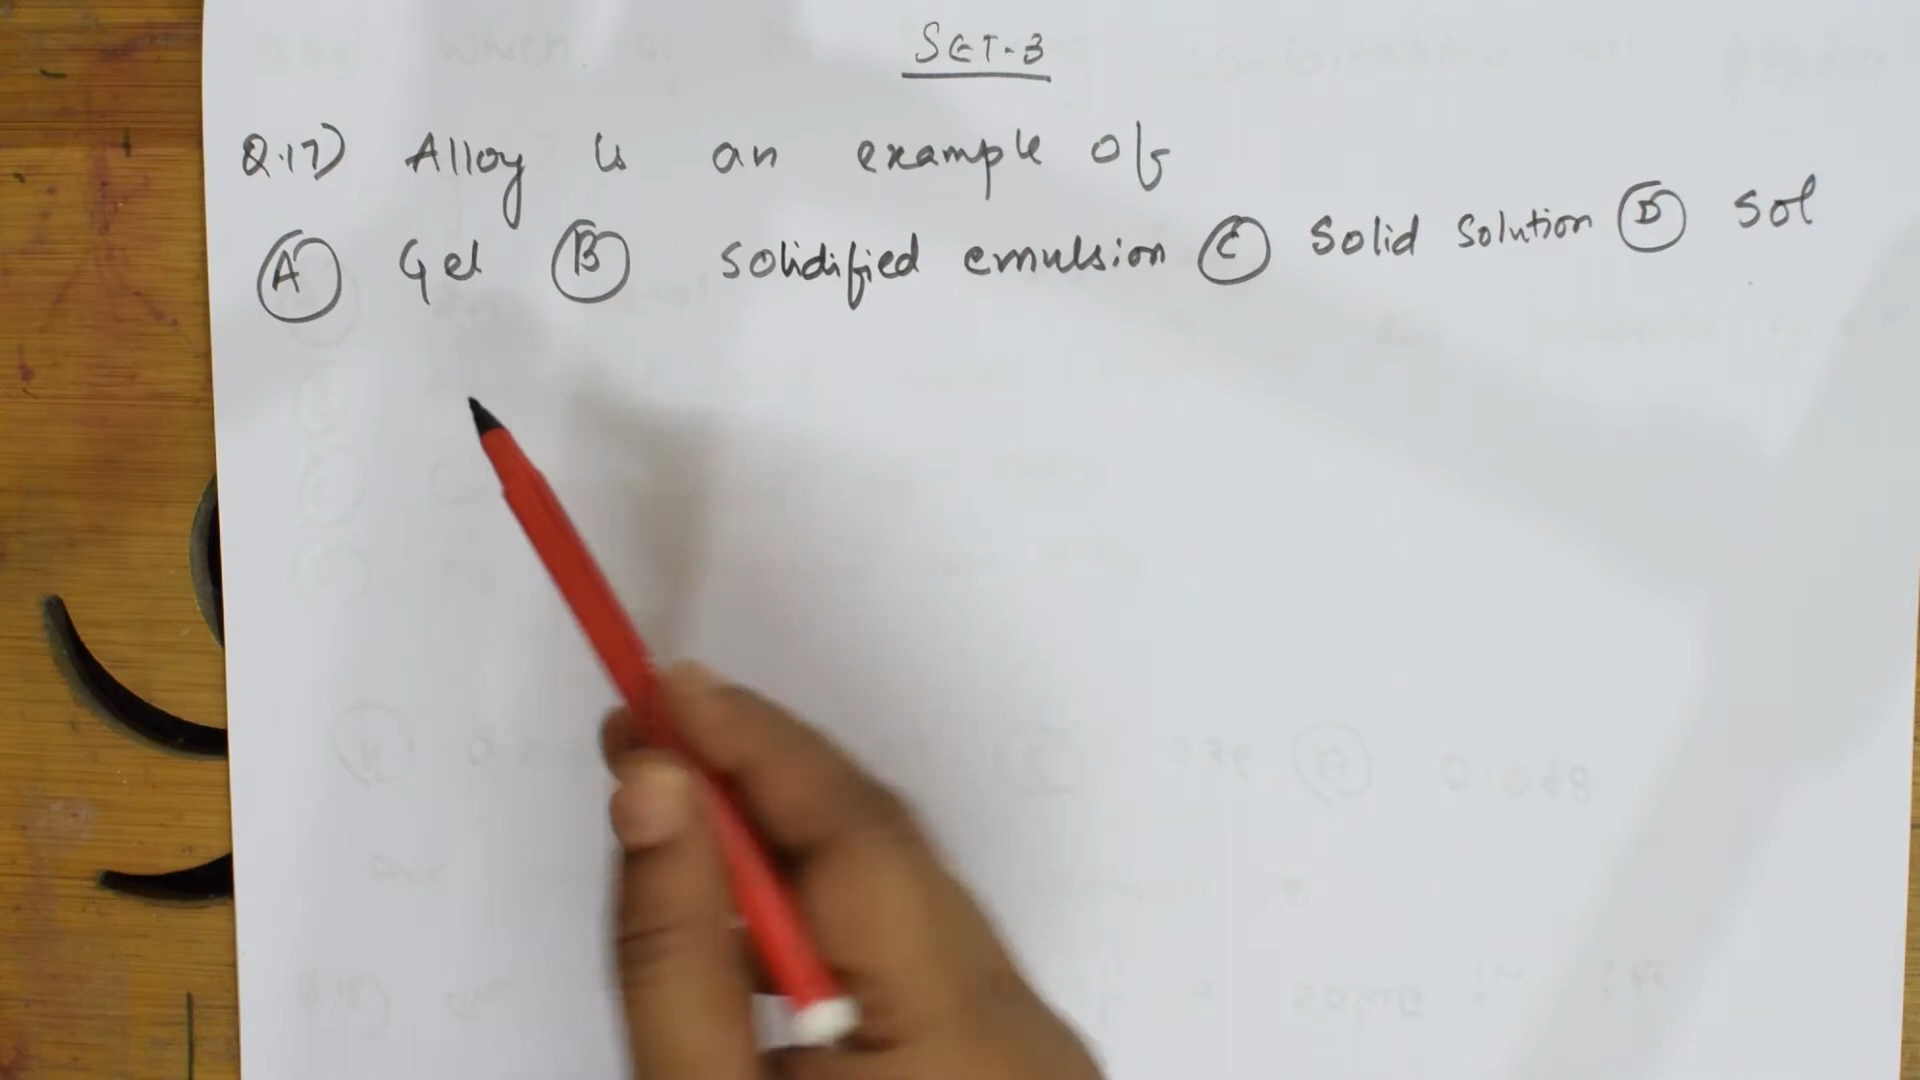 SET-3
Q.17) Alloy is an example of
(A) Gel (B) solidified emulsion (C) Solid Solution (D) Sol